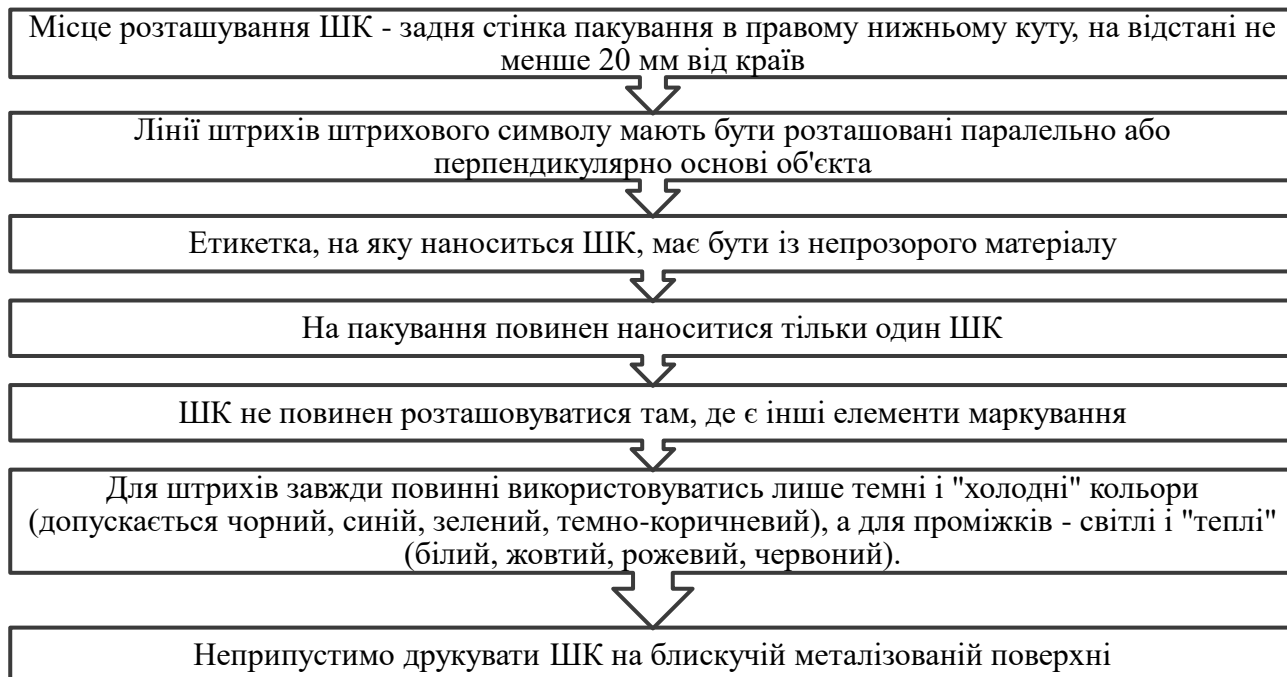 Місце розташування ШК - задня стінка пакування в правому нижньому куту, на відстані не
менше 20 мм від країв
Лінії штрихів штрихового символу мають бути розташовані паралельно або
перпендикулярно основі об'єкта
Етикетка, на яку наноситься ШК, має бути із непрозорого матеріалу
На пакування повинен наноситися тільки один ШК
ШК не повинен розташовуватися там, де є інші елементи маркування
Для штрихів завжди повинні використовуватись лише темні і "холодні" кольори
(допускається чорний, синій, зелений, темно-коричневий), а для проміжків - світлі і "теплі"
(білий, жовтий, рожевий, червоний).
Неприпустимо друкувати ШК на блискучій металізованій поверхні